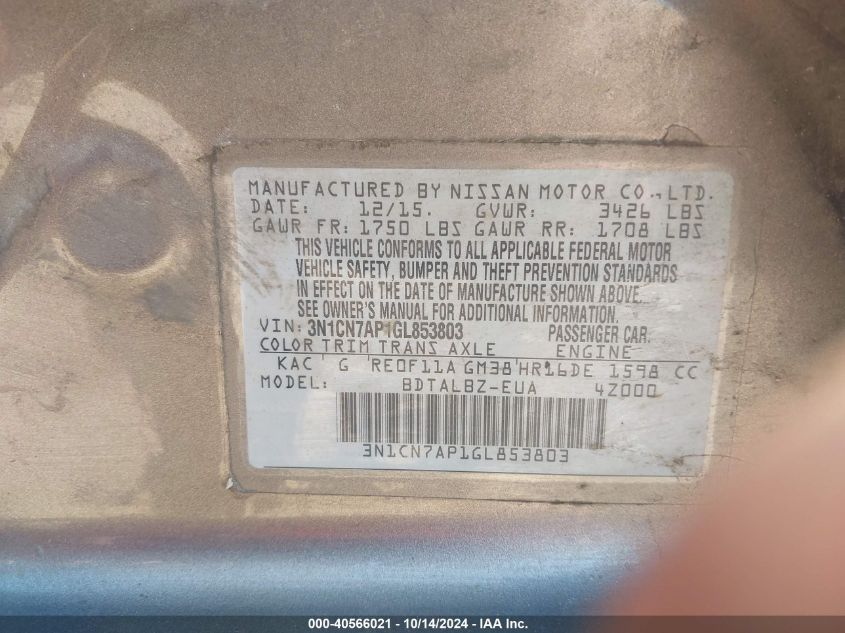 MANUFACTURED BY NISSAN MOTOR CO., LTD.
DATE: 12/15. GVWR: 3426 LBS
GAWR FR: 1750 LBS GAWR RR: 1708 LBS
THIS VEHICLE CONFORMS TO ALL APPLICABLE FEDERAL MOTOR
VEHICLE SAFETY, BUMPER AND THEFT PREVENTION STANDARDS
IN EFFECT ON THE DATE OF MANUFACTURE SHOWN ABOVE.
SEE OWNER'S MANUAL FOR ADDITIONAL INFORMATION.
VIN: 3N1CN7AP1GL853803 PASSENGER CAR.
COLOR TRIM TRANS AXLE ENGINE
KAC G RE0F11A GM38 HR16DE 1598 CC
MODEL: BDTALBZ-EUA 4Z000
3N1CN7AP1GL853803
000-40566021 - 10/14/2024 - IAA Inc.